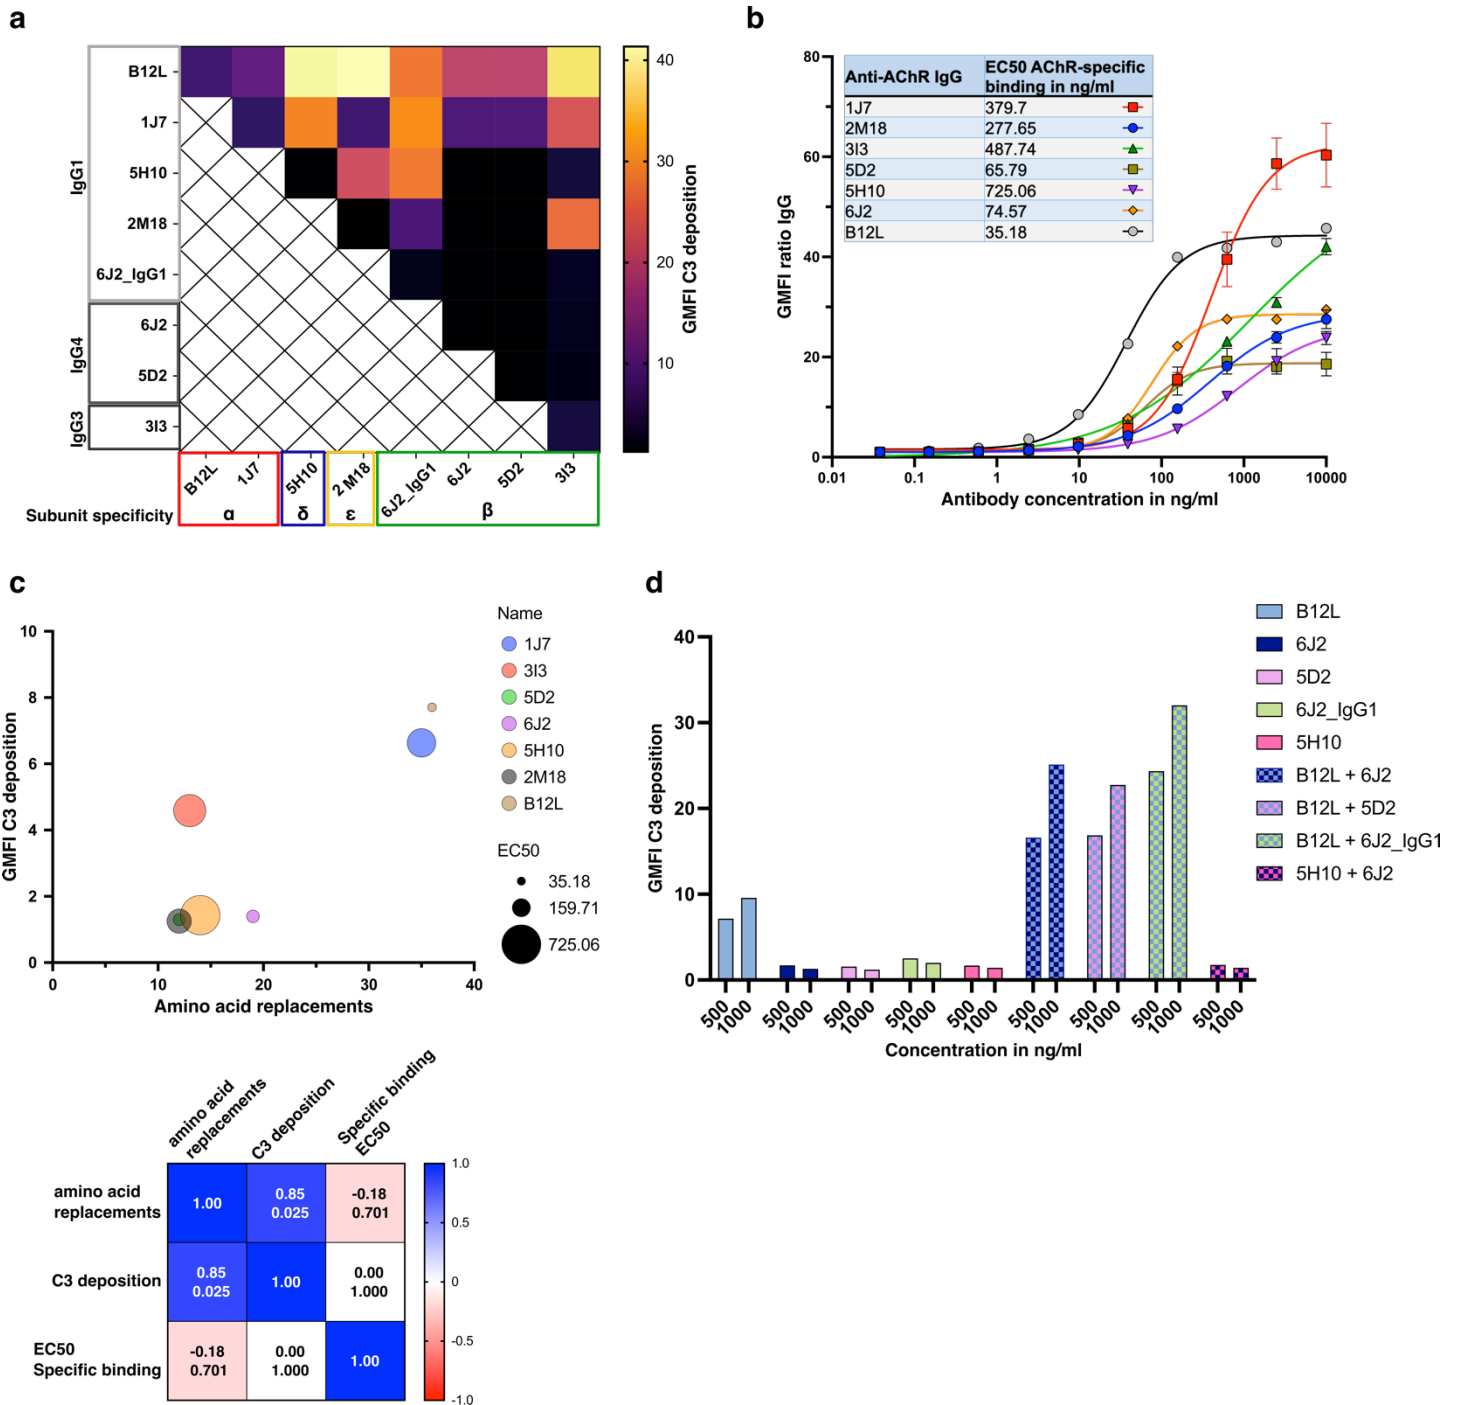 a
B12L
1J7
5H10
2M18
6J2_IgG1
6J2
5D2
3I3
IgG1
IgG4
IgG3
B12L
1J7
5H10
2 M18
6J2_IgG1
6J2
5D2
3I3
Subunit specificity
α
δ
ε
β
40
30
20
10
GMFI C3 deposition
b
80
60
40
20
0
GMFI ratio IgG
Anti-AChR IgG
EC50 AChR-specific
binding in ng/ml
1J7 379.7
2M18 277.65
3I3 487.74
5D2 65.79
5H10 725.06
6J2 74.57
B12L 35.18
0.01 0.1 1 10 100 1000 10000
Antibody concentration in ng/ml
c
10
8
6
4
2
0
GMFI C3 deposition
0 10 20 30 40
Amino acid replacements
Name
1J7
3I3
5D2
6J2
5H10
2M18
B12L
EC50
35.18
159.71
725.06
amino acid
replacements
C3 deposition
Specific binding
EC50
amino acid
replacements
1.00
0.85
0.025
-0.18
0.701
C3 deposition
0.85
0.025
1.00
0.00
1.000
EC50
Specific binding
-0.18
0.701
0.00
1.000
1.00
1.0
0.5
0
-0.5
-1.0
d
40
30
20
10
0
GMFI C3 deposition
500 1000 500 1000 500 1000 500 1000 500 1000 500 1000 500 1000 500 1000 500 1000
Concentration in ng/ml
B12L
6J2
5D2
6J2_IgG1
5H10
B12L + 6J2
B12L + 5D2
B12L + 6J2_IgG1
5H10 + 6J2